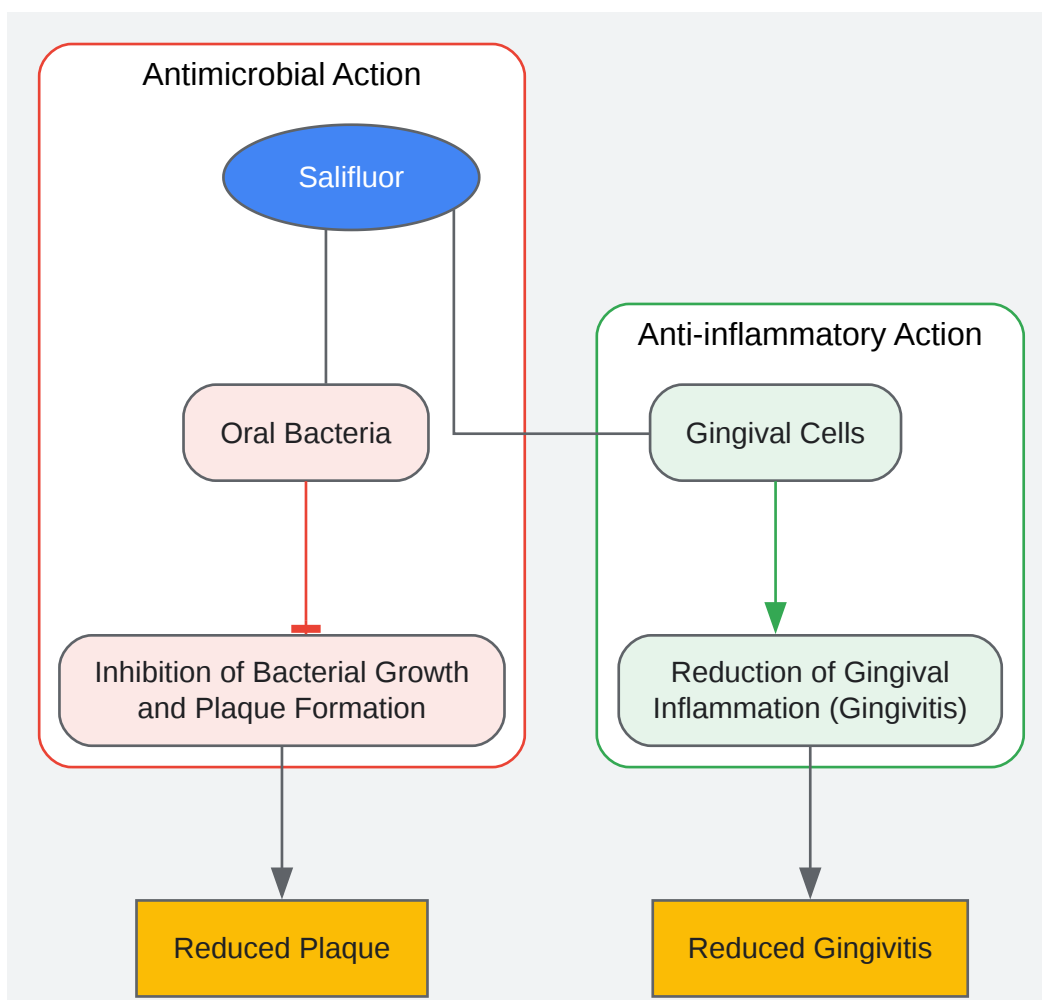 Antimicrobial Action
Salifluor
Anti-inflammatory Action
Oral Bacteria
Gingival Cells
Inhibition of Bacterial Growth
and Plaque Formation
Reduction of Gingival
Inflammation (Gingivitis)
Reduced Plaque
Reduced Gingivitis